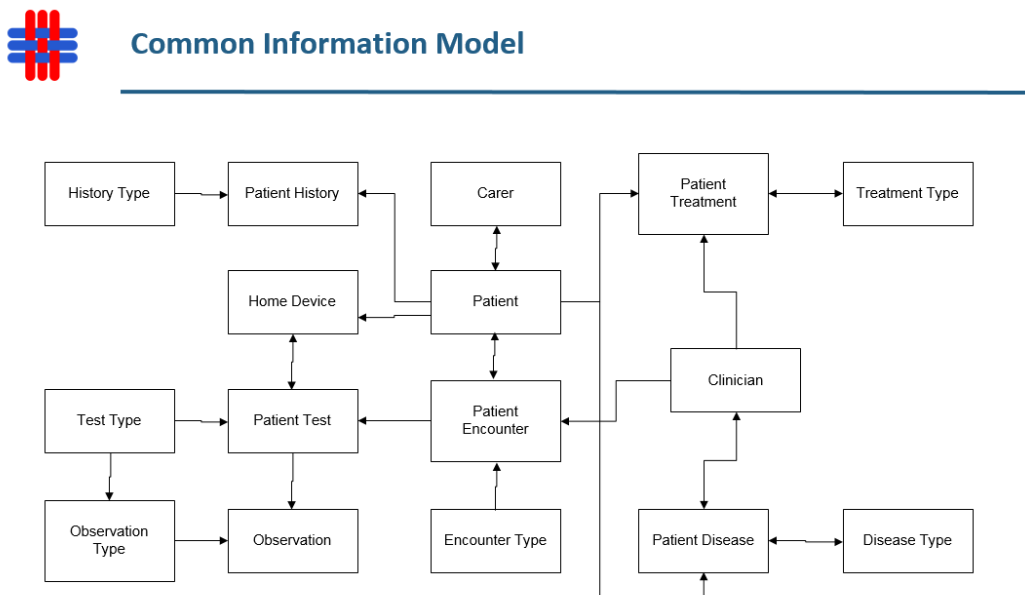 Common Information Model
History Type
Patient History
Carer
Patient
Treatment
Treatment Type
Home Device
Patient
Clinician
Test Type
Patient Test
Patient
Encounter
Observation
Type
Observation
Encounter Type
Patient Disease
Disease Type